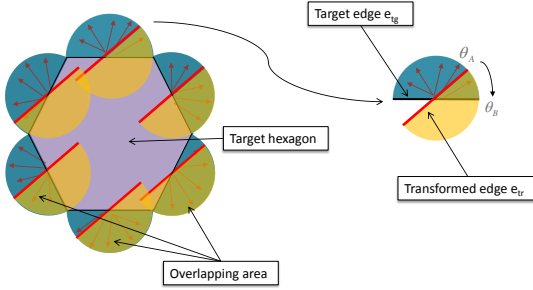 Target edge e_tg
θ_A
θ_B
Target hexagon
Transformed edge e_tr
Overlapping area